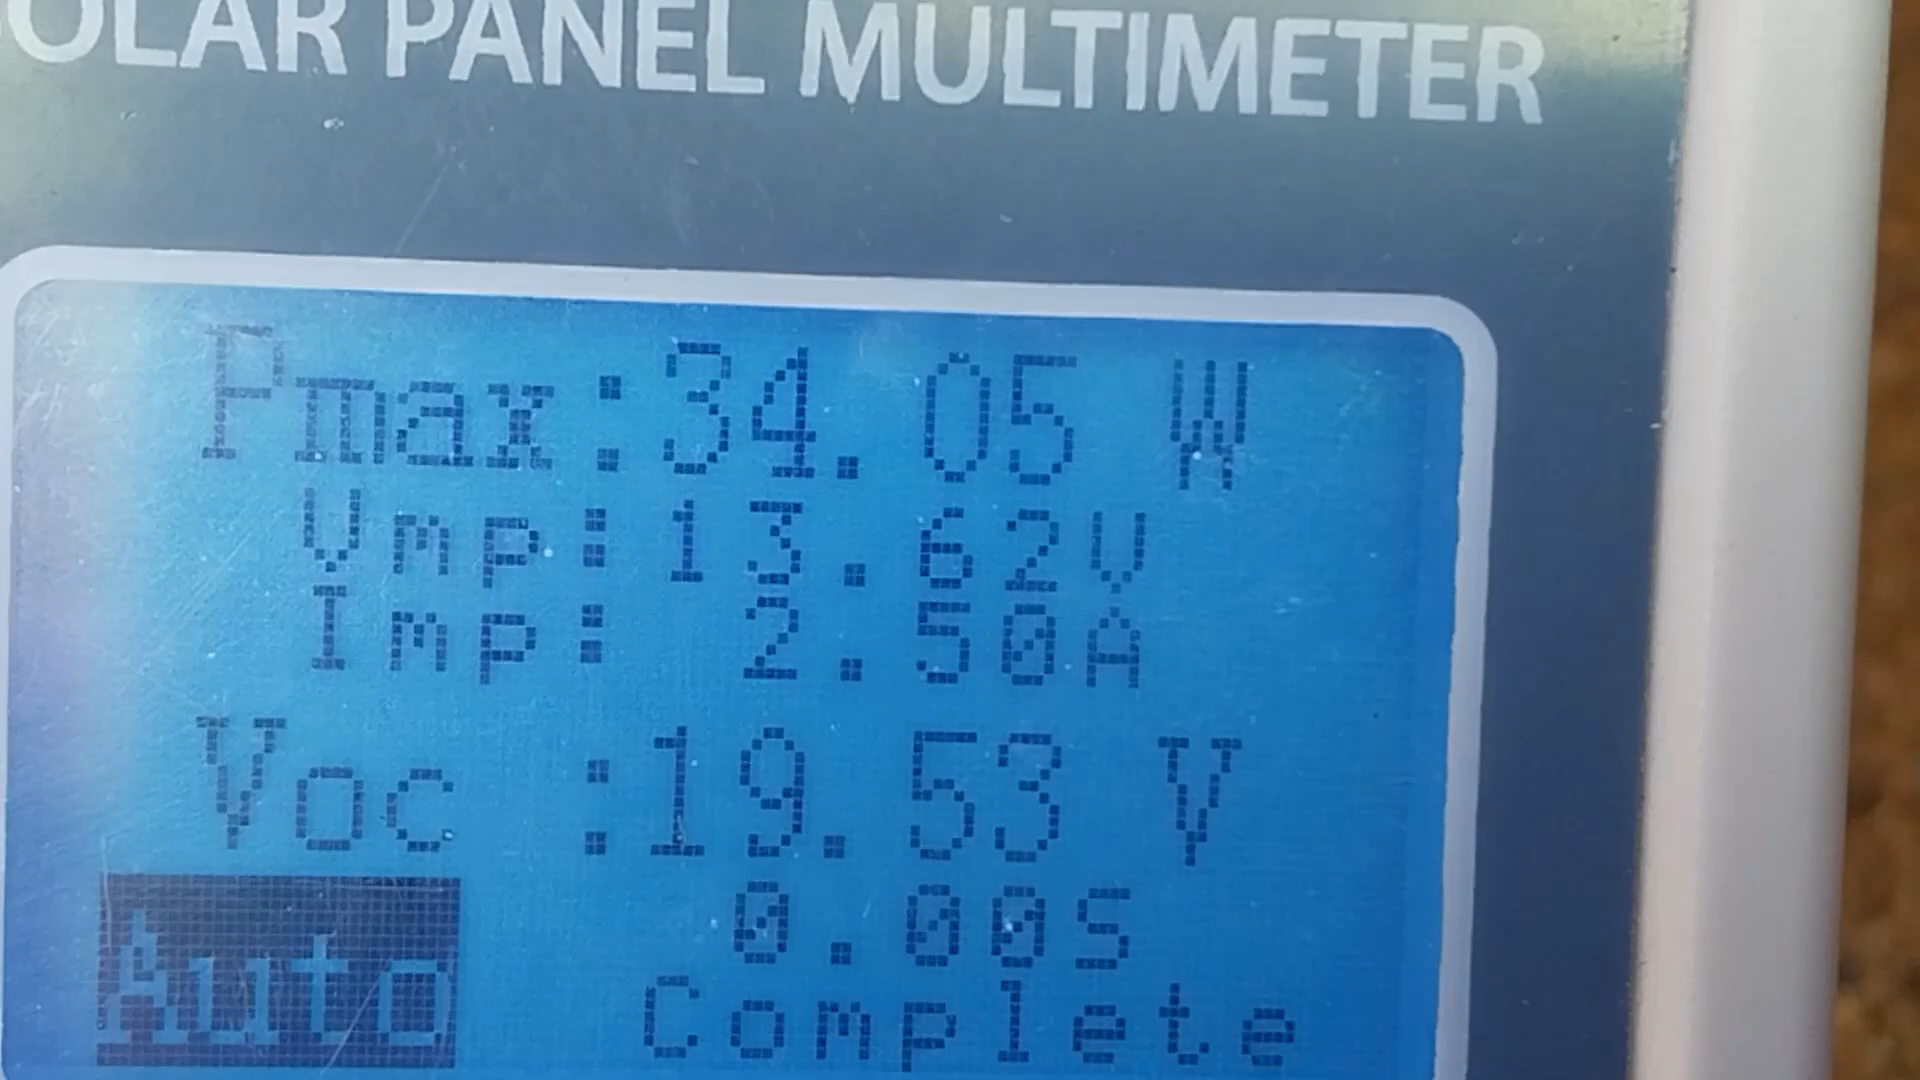 OLAR PANEL MULTIMETER
Pmax:34.05 W
Vmp:13.62V
Imp: 2.50A
Voc :19.53 V
0.00S
Auto Complete